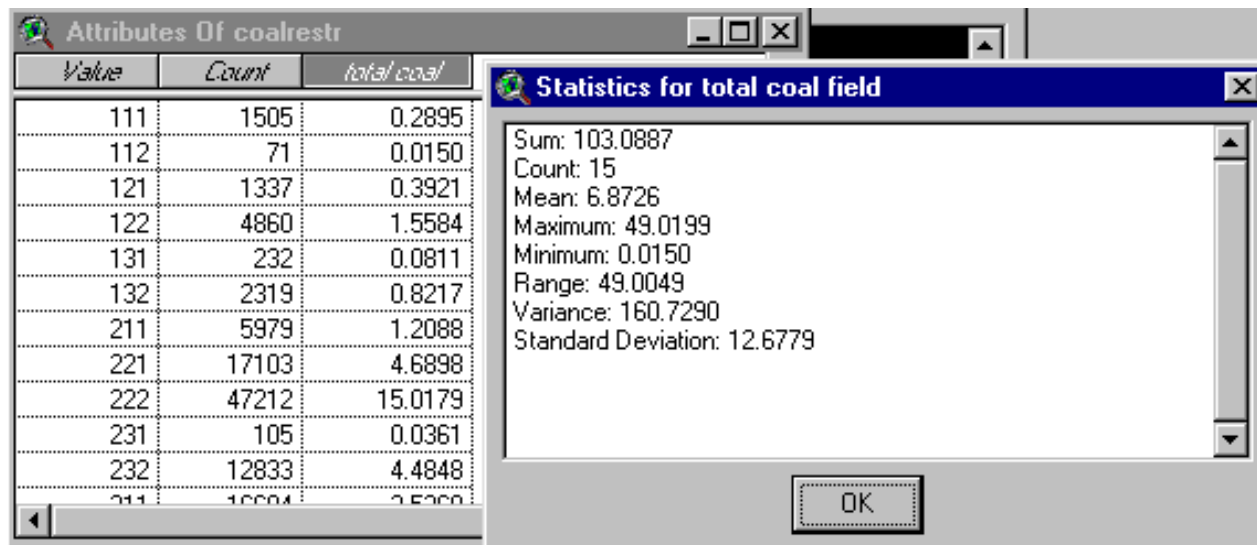 Attributes Of coalrestr
Value Count total coal
111 1505 0.2895
112 71 0.0150
121 1337 0.3921
122 4860 1.5584
131 232 0.0811
132 2319 0.8217
211 5979 1.2088
221 17103 4.6898
222 47212 15.0179
231 105 0.0361
232 12833 4.4848
Statistics for total coal field
Sum: 103.0887
Count: 15
Mean: 6.8726
Maximum: 49.0199
Minimum: 0.0150
Range: 49.0049
Variance: 160.7290
Standard Deviation: 12.6779
OK